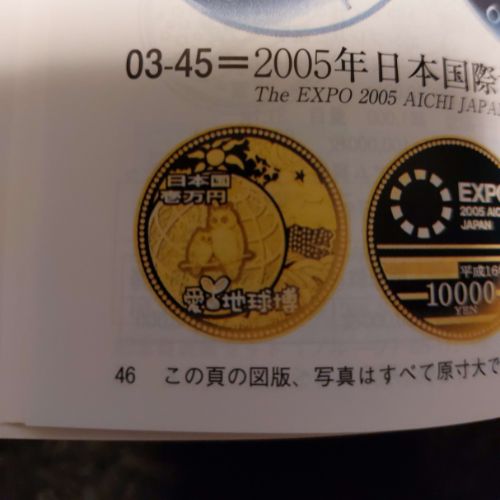 03-45=2005年日本国際
The EXPO 2005 AICHI JAPAN
日本国
壱万円
愛・地球博
EXPO
2005 AIC
JAPAN
平成16
10000
YEN
46 この頁の図版、写真はすべて原寸大で